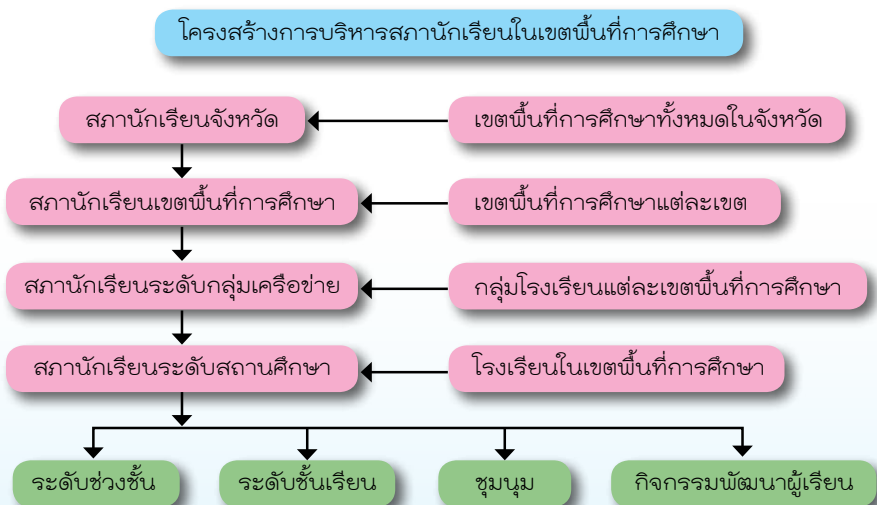 โครงสร้างการบริหารสภานักเรียนในเขตพื้นที่การศึกษา
สภานักเรียนจังหวัด
เขตพื้นที่การศึกษาทั้งหมดในจังหวัด
สภานักเรียนเขตพื้นที่การศึกษา
เขตพื้นที่การศึกษาแต่ละเขต
สภานักเรียนระดับกลุ่มเครือข่าย
กลุ่มโรงเรียนแต่ละเขตพื้นที่การศึกษา
สภานักเรียนระดับสถานศึกษา
โรงเรียนในเขตพื้นที่การศึกษา
ระดับช่วงชั้น
ระดับชั้นเรียน
ชุมนุม
กิจกรรมพัฒนาผู้เรียน